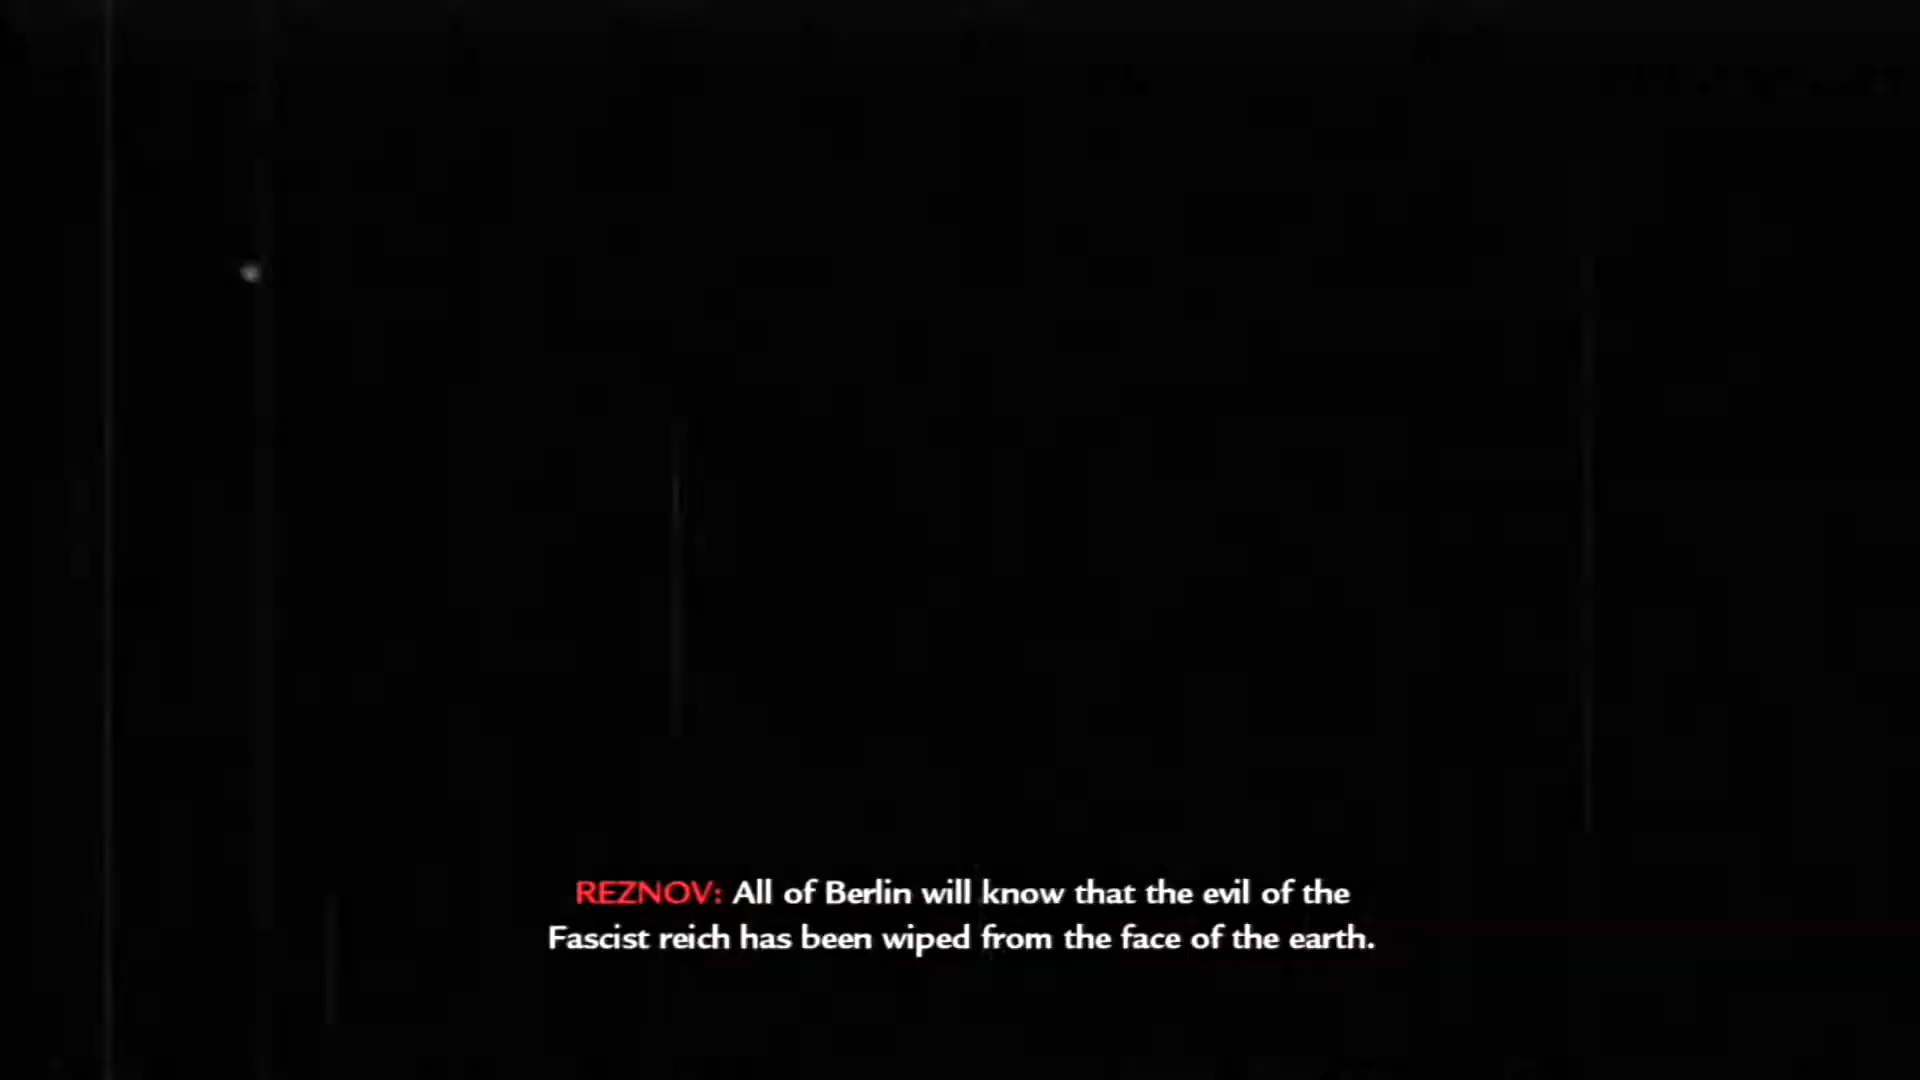 REZNOV: All of Berlin will know that the evil of the
Fascist reich has been wiped from the face of the earth.